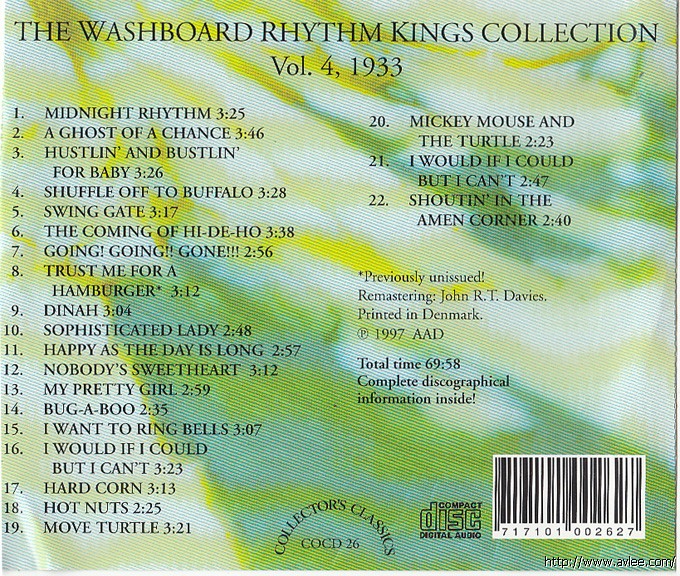 THE WASHBOARD RHYTHM KINGS COLLECTION
Vol. 4, 1933
1. MIDNIGHT RHYTHM 3:25
2. A GHOST OF A CHANCE 3:46
3. HUSTLIN' AND BUSTLIN'
FOR BABY 3:26
4. SHUFFLE OFF TO BUFFALO 3:28
5. SWING GATE 3:17
6. THE COMING OF HI-DE-HO 3:38
7. GOING! GOING!! GONE!!! 2:56
8. TRUST ME FOR A
HAMBURGER* 3:12
9. DINAH 3:04
10. SOPHISTICATED LADY 2:48
11. HAPPY AS THE DAY IS LONG 2:57
12. NOBODY'S SWEETHEART 3:12
13. MY PRETTY GIRL 2:59
14. BUG-A-BOO 2:35
15. I WANT TO RING BELLS 3:07
16. I WOULD IF I COULD
BUT I CAN'T 3:23
17. HARD CORN 3:13
18. HOT NUTS 2:25
19. MOVE TURTLE 3:21
20. MICKEY MOUSE AND
THE TURTLE 2:23
21. I WOULD IF I COULD
BUT I CAN'T 2:47
22. SHOUTIN' IN THE
AMEN CORNER 2:40
*Previously unissued!
Remastering: John R.T. Davies.
Printed in Denmark.
℗ 1997 AAD
Total time 69:58
Complete discographical
information inside!
COLLECTOR'S CLASSICS
COCD 26
COMPACT
disc
DIGITAL AUDIO
7 17101 00262 7
http://www.avlee.com/